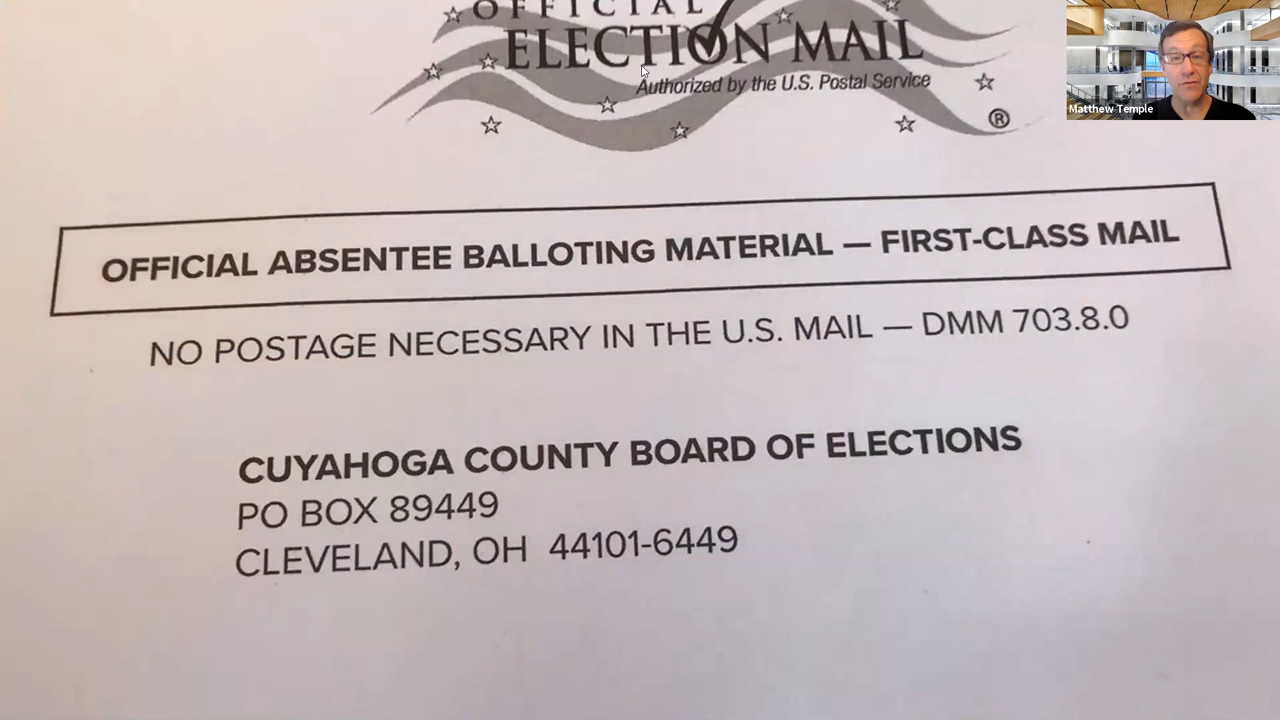 OFFICIAL
ELECTION MAIL
Authorized by the U.S. Postal Service
®
Matthew Temple
OFFICIAL ABSENTEE BALLOTING MATERIAL — FIRST-CLASS MAIL
NO POSTAGE NECESSARY IN THE U.S. MAIL — DMM 703.8.0
CUYAHOGA COUNTY BOARD OF ELECTIONS
PO BOX 89449
CLEVELAND, OH 44101-6449